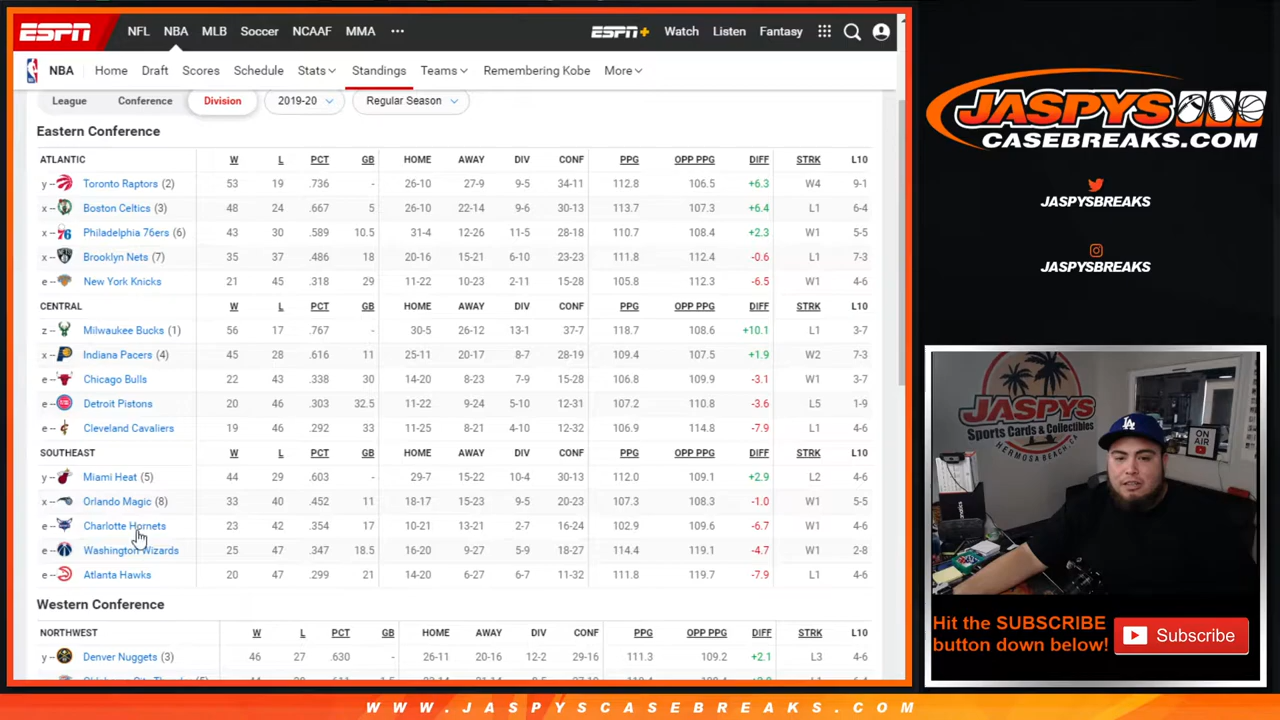 ESPN NFL NBA MLB Soccer NCAAF MMA ••• ESPN+ Watch Listen Fantasy
NBA Home Draft Scores Schedule Stats Standings Teams Remembering Kobe More
League Conference Division 2019-20 Regular Season
Eastern Conference
ATLANTIC W L PCT GB HOME AWAY DIV CONF PPG OPP PPG DIFF STRK L10
y -- Toronto Raptors (2) 53 19 .736 - 26-10 27-9 9-5 34-11 112.8 106.5 +6.3 W4 9-1
x -- Boston Celtics (3) 48 24 .667 5 26-10 22-14 9-6 30-13 113.7 107.3 +6.4 L1 6-4
x -- Philadelphia 76ers (6) 43 30 .589 10.5 31-4 12-26 11-5 28-18 110.7 108.4 +2.3 W1 5-5
x -- Brooklyn Nets (7) 35 37 .486 18 20-16 15-21 6-10 23-23 111.8 112.4 -0.6 L1 7-3
e -- New York Knicks 21 45 .318 29 11-22 10-23 2-11 15-28 105.8 112.3 -6.5 W1 4-6
CENTRAL W L PCT GB HOME AWAY DIV CONF PPG OPP PPG DIFF STRK L10
z -- Milwaukee Bucks (1) 56 17 .767 - 30-5 26-12 13-1 37-7 118.7 108.6 +10.1 L1 3-7
x -- Indiana Pacers (4) 45 28 .616 11 25-11 20-17 8-7 28-19 109.4 107.5 +1.9 W2 7-3
e -- Chicago Bulls 22 43 .338 30 14-20 8-23 7-9 15-28 106.8 109.9 -3.1 W1 3-7
e -- Detroit Pistons 20 46 .303 32.5 11-22 9-24 5-10 12-31 107.2 110.8 -3.6 L5 1-9
e -- Cleveland Cavaliers 19 46 .292 33 11-25 8-21 4-10 12-32 106.9 114.8 -7.9 L1 4-6
SOUTHEAST W L PCT GB HOME AWAY DIV CONF PPG OPP PPG DIFF STRK L10
y -- Miami Heat (5) 44 29 .603 - 29-7 15-22 10-4 30-13 112.0 109.1 +2.9 L2 4-6
x -- Orlando Magic (8) 33 40 .452 11 18-17 15-23 9-5 20-23 107.3 108.3 -1.0 W1 5-5
e -- Charlotte Hornets 23 42 .354 17 10-21 13-21 2-7 16-24 102.9 109.6 -6.7 W1 4-6
e -- Washington Wizards 25 47 .347 18.5 16-20 9-27 5-9 18-27 114.4 119.1 -4.7 W1 2-8
e -- Atlanta Hawks 20 47 .299 21 14-20 6-27 6-7 11-32 111.8 119.7 -7.9 L1 4-6
Western Conference
NORTHWEST W L PCT GB HOME AWAY DIV CONF PPG OPP PPG DIFF STRK L10
y -- Denver Nuggets (3) 46 27 .630 - 26-11 20-16 12-2 29-16 111.3 109.2 +2.1 L3 4-6
JASPYS
CASEBREAKS.COM
JASPYSBREAKS
JASPYSBREAKS
JASPYS
Sports Cards & Collectibles
HERMOSA BEACH, CA
ON
AIR
LA
Hit the SUBSCRIBE
button down below!
Subscribe
WWW.JASPYSCASEBREAKS.COM